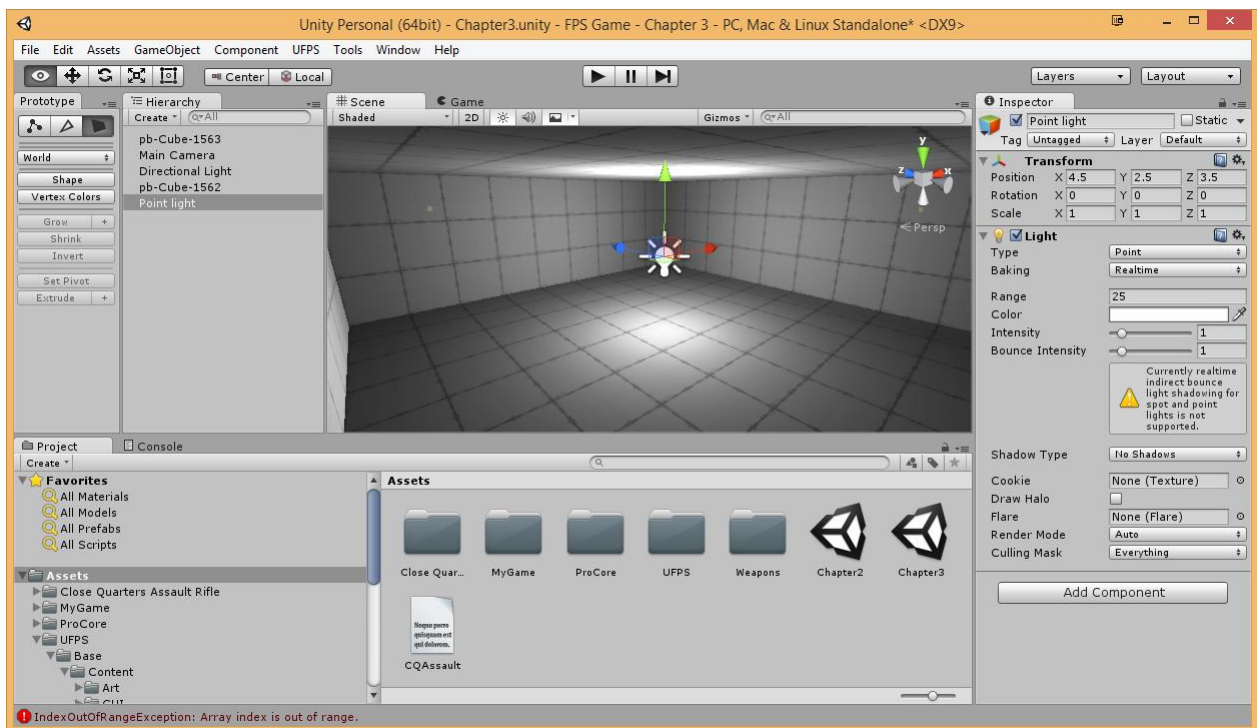 Unity Personal (64bit) - Chapter3.unity - FPS Game - Chapter 3 - PC, Mac & Linux Standalone* <DX9>
File Edit Assets GameObject Component UFPS Tools Window Help
Center Local Layers Layout
Prototype
World
Shape
Vertex Colors
Grow +
Shrink
Invert
Set Pivot
Extrude +
Hierarchy
Create All
pb-Cube-1563
Main Camera
Directional Light
pb-Cube-1562
Point light
Scene Game
Shaded 2D Gizmos All
y
z x
Persp
Inspector
Point light Static
Tag Untagged Layer Default
Transform
Position X 4.5 Y 2.5 Z 3.5
Rotation X 0 Y 0 Z 0
Scale X 1 Y 1 Z 1
Light
Type Point
Baking Realtime
Range 25
Color
Intensity 1
Bounce Intensity 1
Currently realtime
indirect bounce
light shadowing for
spot and point
lights is not
supported.
Shadow Type No Shadows
Cookie None (Texture)
Draw Halo
Flare None (Flare)
Render Mode Auto
Culling Mask Everything
Add Component
Project Console
Create
Favorites
All Materials
All Models
All Prefabs
All Scripts
Assets
Close Quarters Assault Rifle
MyGame
ProCore
UFPS
Base
Content
Art
Assets
Close Quar... MyGame ProCore UFPS Weapons Chapter2 Chapter3
Neque porro
quisquam est
qui dolorem.
CQAssault
IndexOutOfRangeException: Array index is out of range.